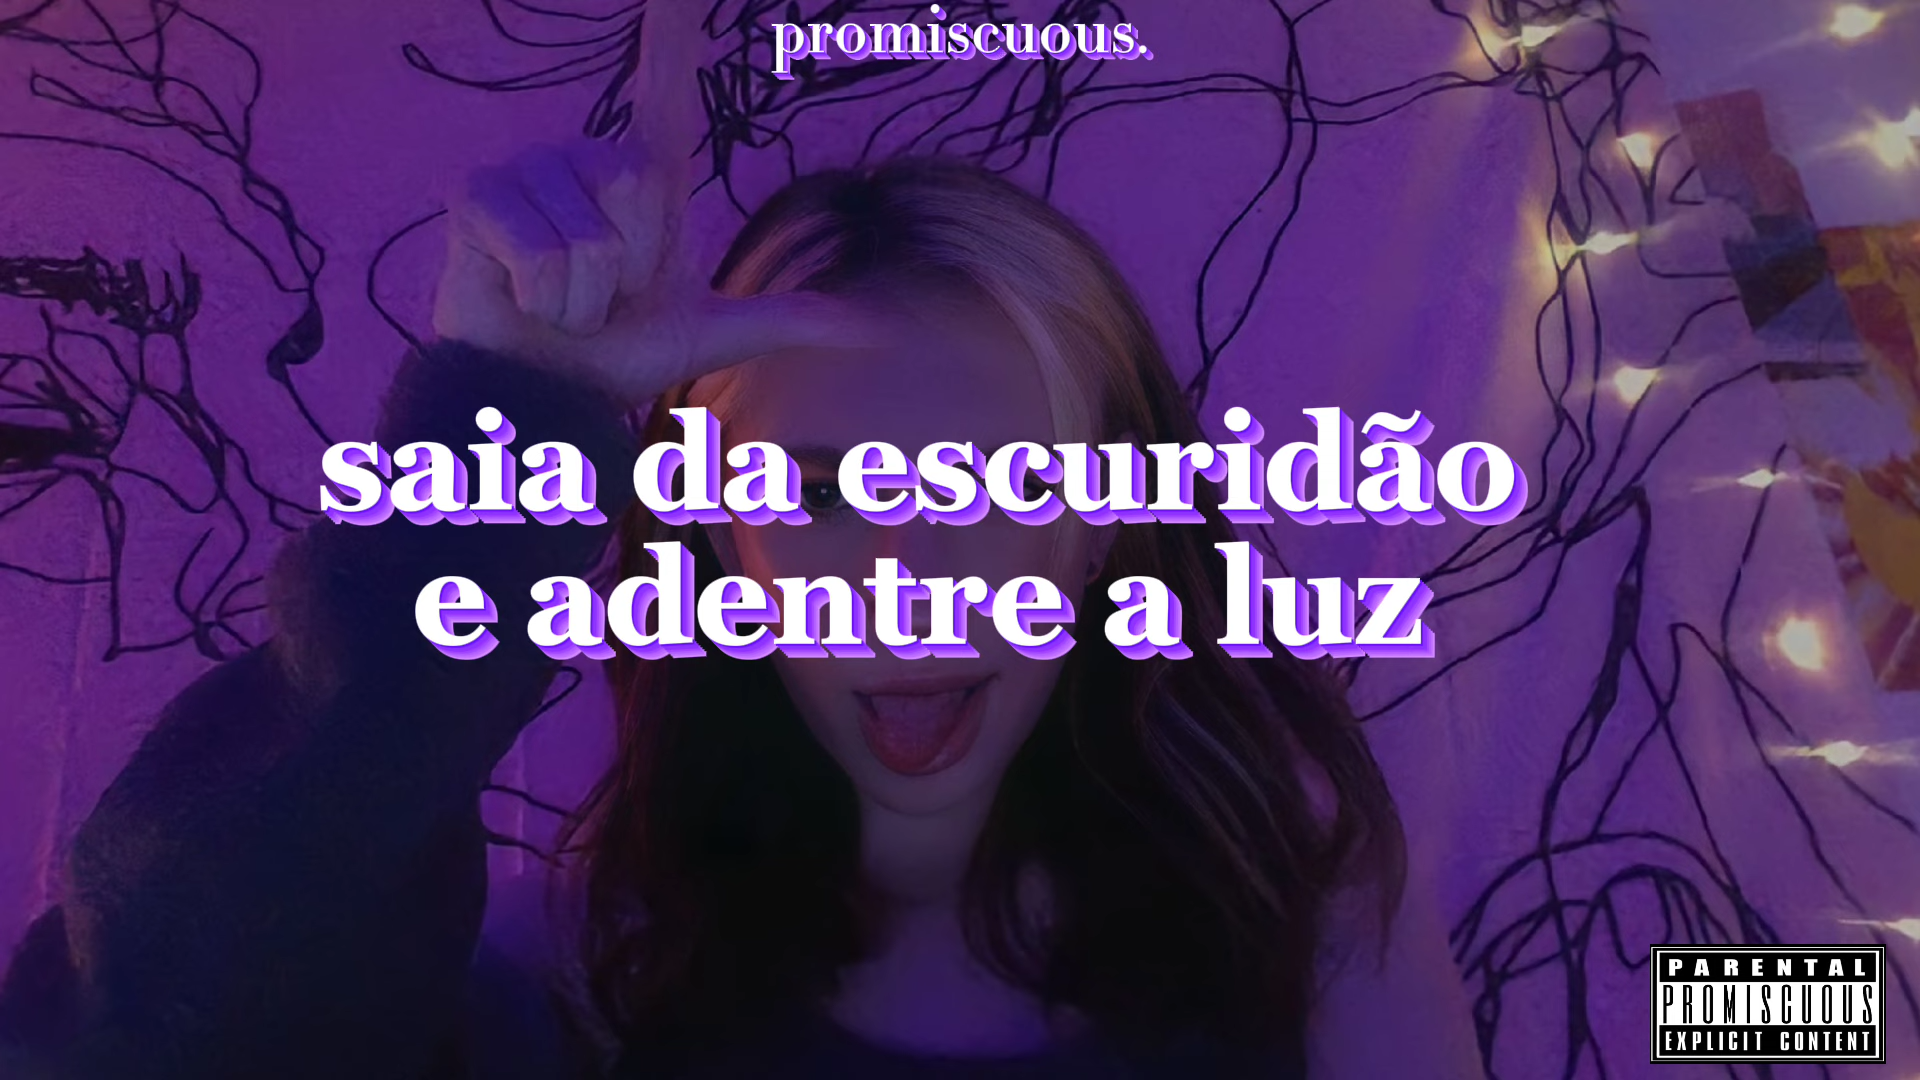 promiscuous.
saia da escuridão
e adentre a luz
PARENTAL
PROMISCUOUS
EXPLICIT CONTENT